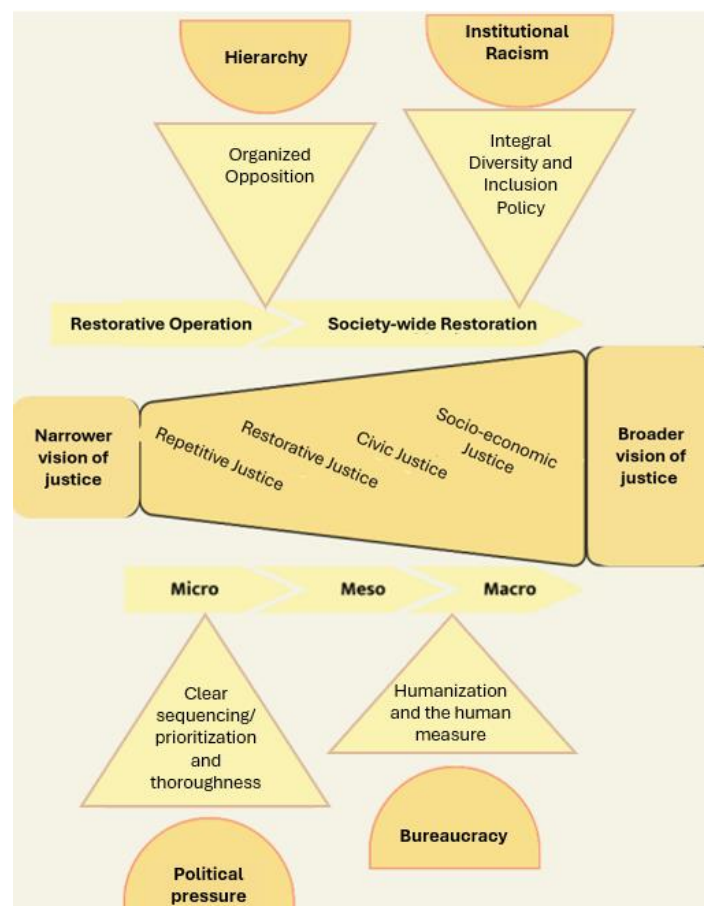 Hierarchy
Institutional
Racism
Organized
Opposition
Integral
Diversity and
Inclusion
Policy
Restorative Operation
Society-wide Restoration
Narrower
vision of
justice
Repetitive Justice
Restorative Justice
Civic Justice
Socio-economic
Justice
Broader
vision of
justice
Micro
Meso
Macro
Clear
sequencing/
prioritization
and
thoroughness
Humanization
and the human
measure
Bureaucracy
Political
pressure